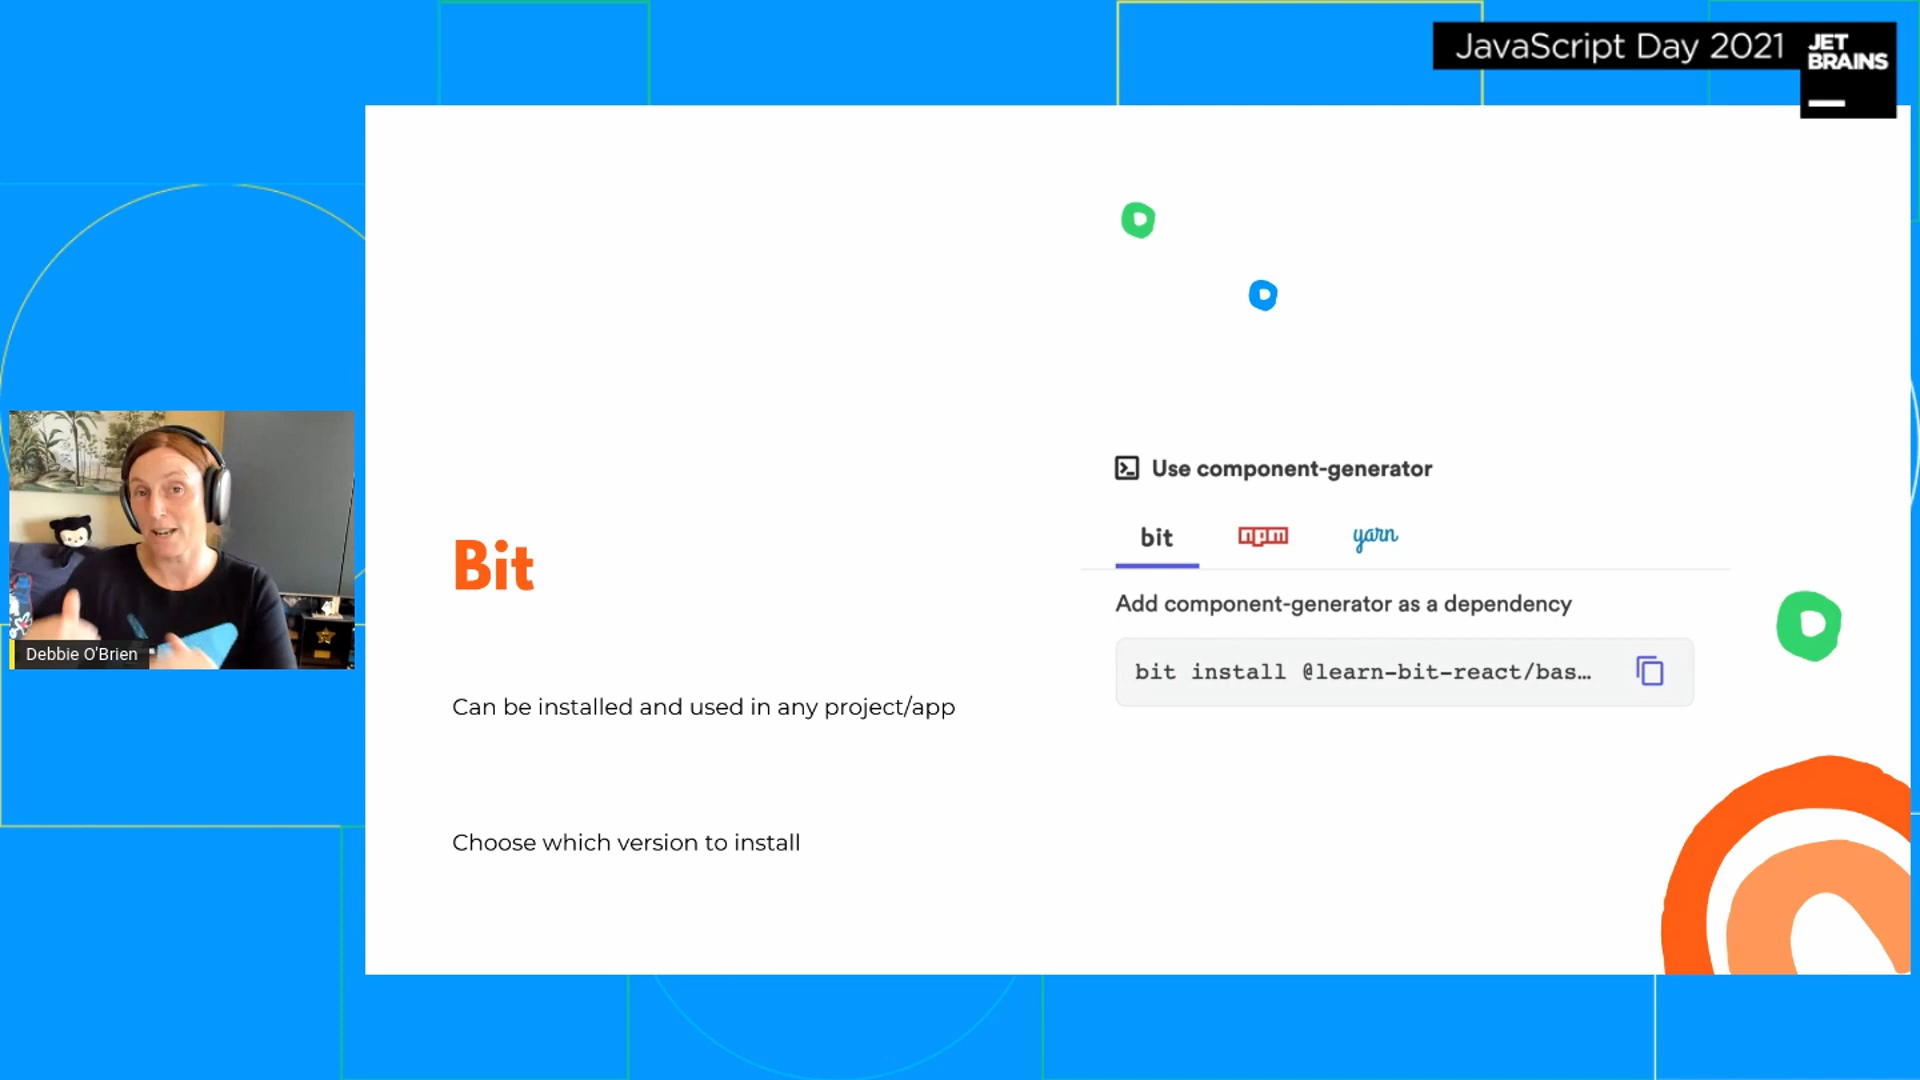 JavaScript Day 2021
JET
BRAINS
Use component-generator
bit
npm
yarn
Bit
Add component-generator as a dependency
Debbie O'Brien
bit install @learn-bit-react/bas…
Can be installed and used in any project/app
Choose which version to install